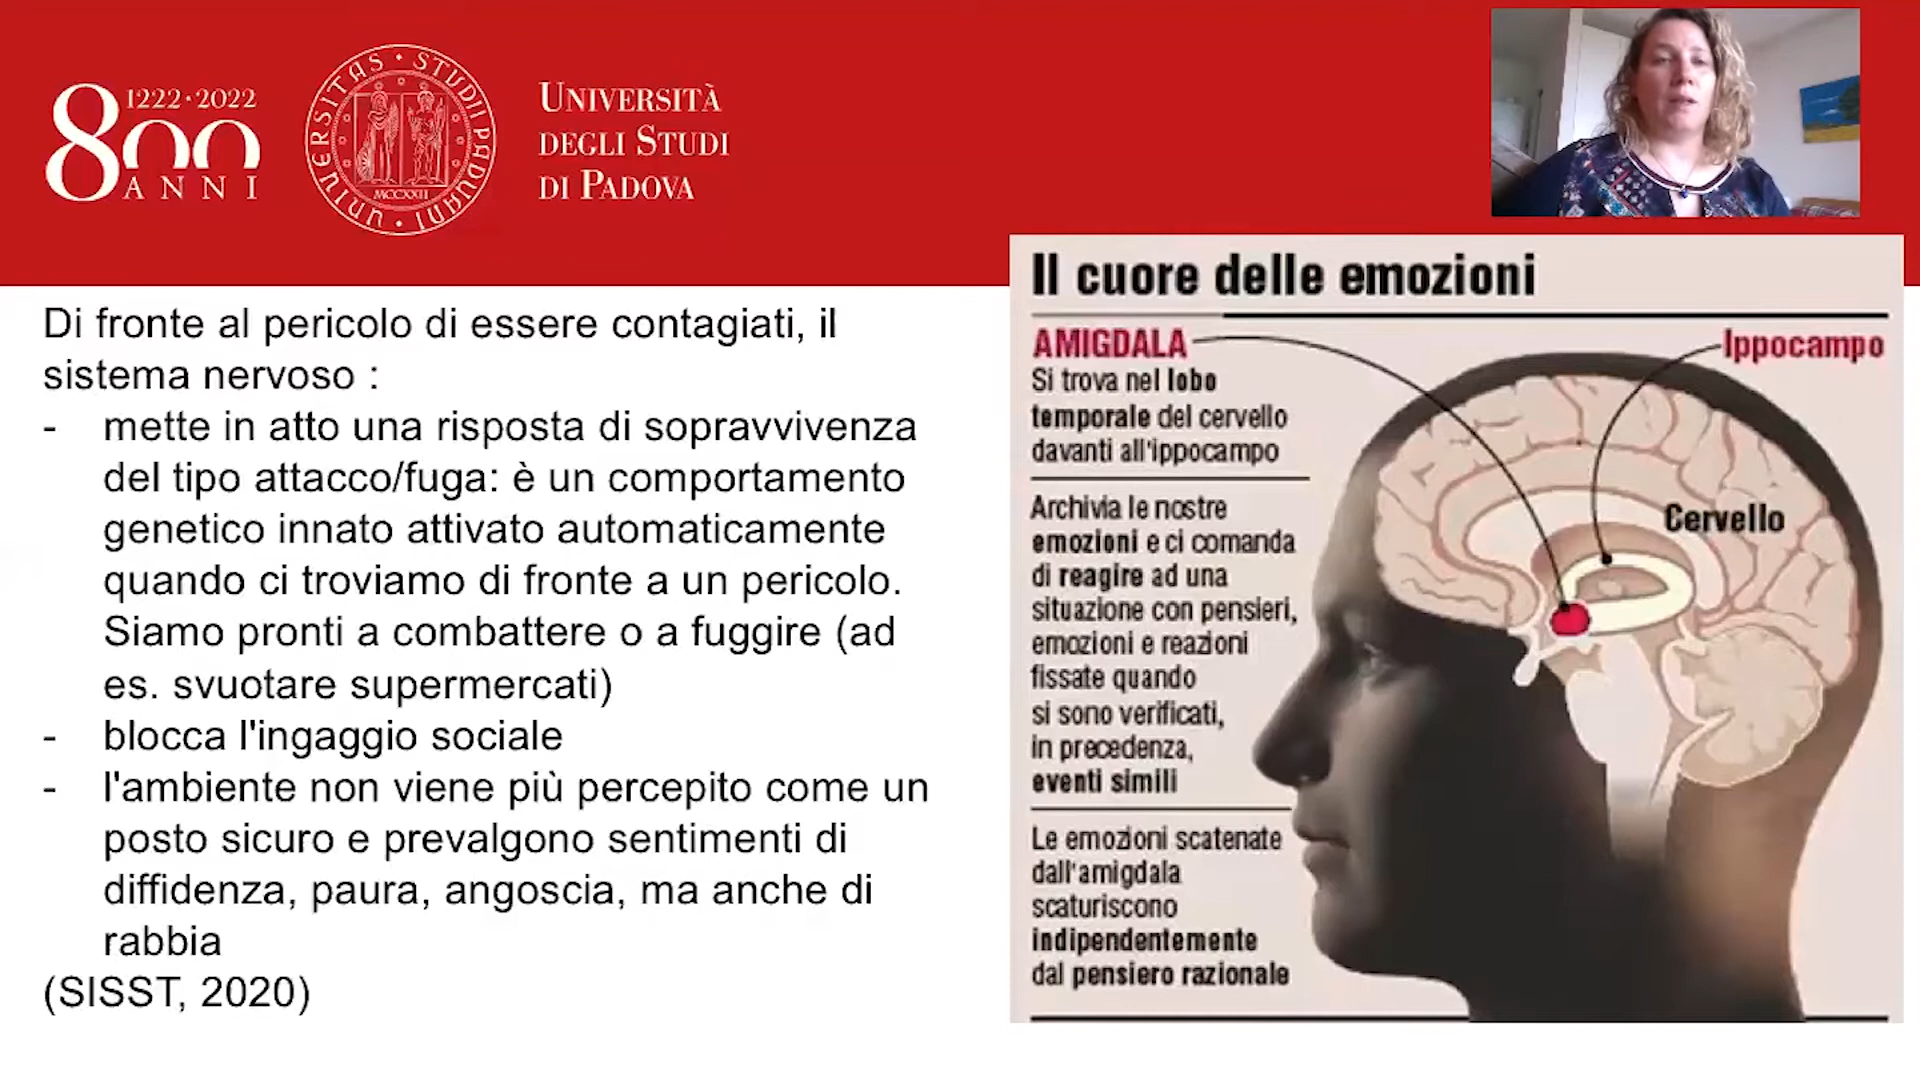 1222·2022
800
ANNI
UNIVERSITAS STUDII PADUANI
MCCXXII
UNIVERSITÀ
DEGLI STUDI
DI PADOVA
Di fronte al pericolo di essere contagiati, il
sistema nervoso :
- mette in atto una risposta di sopravvivenza
del tipo attacco/fuga: è un comportamento
genetico innato attivato automaticamente
quando ci troviamo di fronte a un pericolo.
Siamo pronti a combattere o a fuggire (ad
es. svuotare supermercati)
- blocca l'ingaggio sociale
- l'ambiente non viene più percepito come un
posto sicuro e prevalgono sentimenti di
diffidenza, paura, angoscia, ma anche di
rabbia
(SISST, 2020)
Il cuore delle emozioni
AMIGDALA
Si trova nel lobo
temporale del cervello
davanti all'ippocampo
Archivia le nostre
emozioni e ci comanda
di reagire ad una
situazione con pensieri,
emozioni e reazioni
fissate quando
si sono verificati,
in precedenza,
eventi simili
Le emozioni scatenate
dall'amigdala
scaturiscono
indipendentemente
dal pensiero razionale
Ippocampo
Cervello